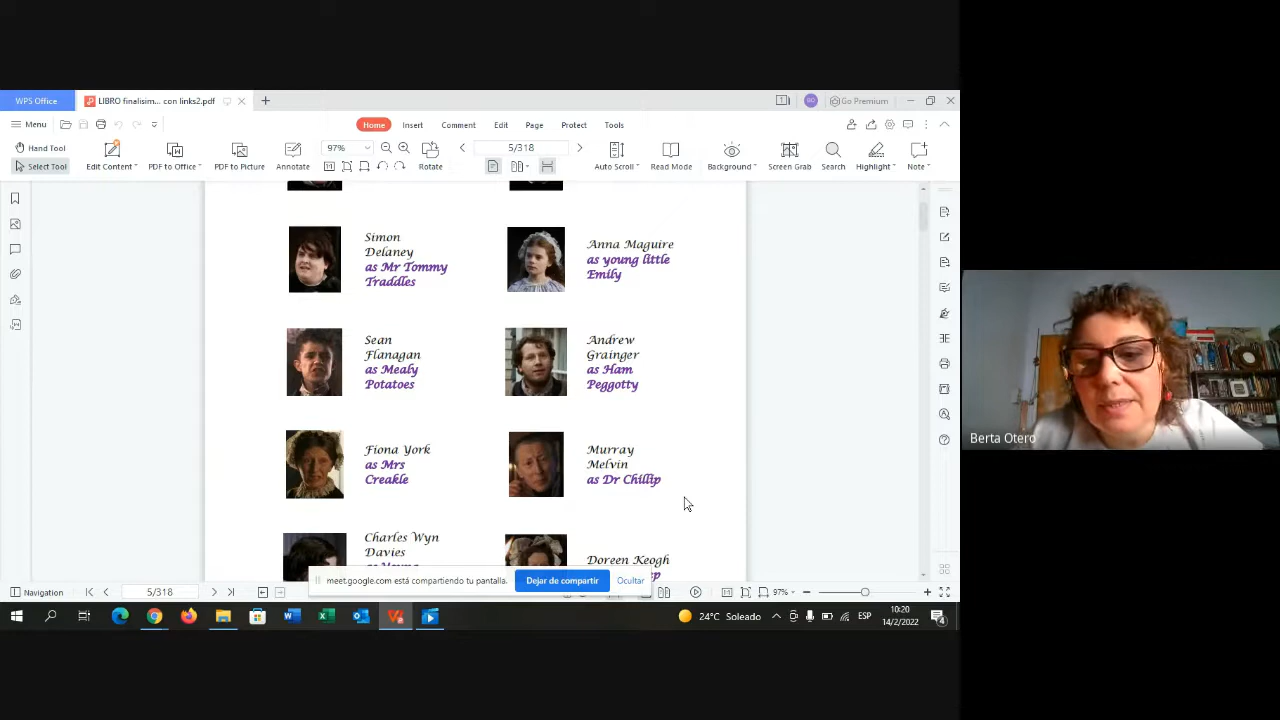 WPS Office
LIBRO finalisim... con links2.pdf
Go Premium
Menu
Home Insert Comment Edit Page Protect Tools
Hand Tool
Select Tool
Edit Content
PDF to Office
PDF to Picture
Annotate
97%
Rotate
5/318
Auto Scroll
Read Mode
Background
Screen Grab
Search
Highlight
Note
Simon
Delaney
as Mr Tommy
Traddles
Anna Maguire
as young little
Emily
Sean
Flanagan
as Mealy
Potatoes
Andrew
Grainger
as Ham
Peggotty
Fiona York
as Mrs
Creakle
Murray
Melvin
as Dr Chillip
Charles Wyn
Davies
Doreen Keogh
meet.google.com está compartiendo tu pantalla.
Dejar de compartir
Ocultar
Navigation
5/318
97%
24°C Soleado
ESP
10:20
14/2/2022
4
Berta Otero